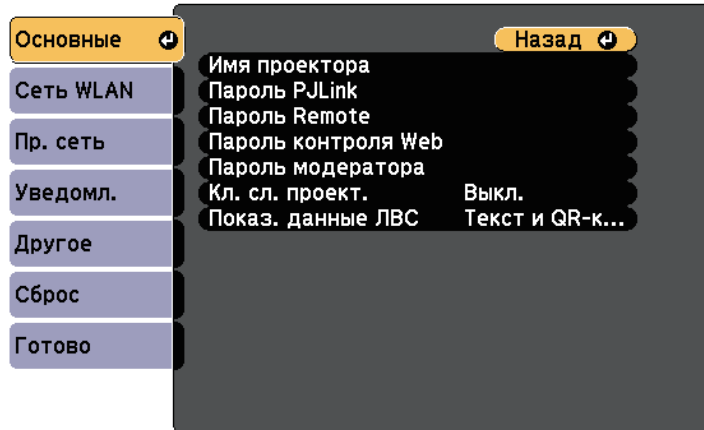 Основные
Сеть WLAN
Пр. сеть
Уведомл.
Другое
Сброс
Готово
Назад
Имя проектора
Пароль PJLink
Пароль Remote
Пароль контроля Web
Пароль модератора
Кл. сл. проект. Выкл.
Показ. данные ЛВС Текст и QR-к...